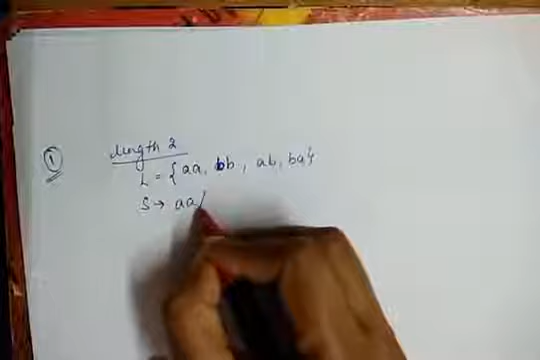 ①
length 2
L = { aa, bb, ab, ba }
S → aa/